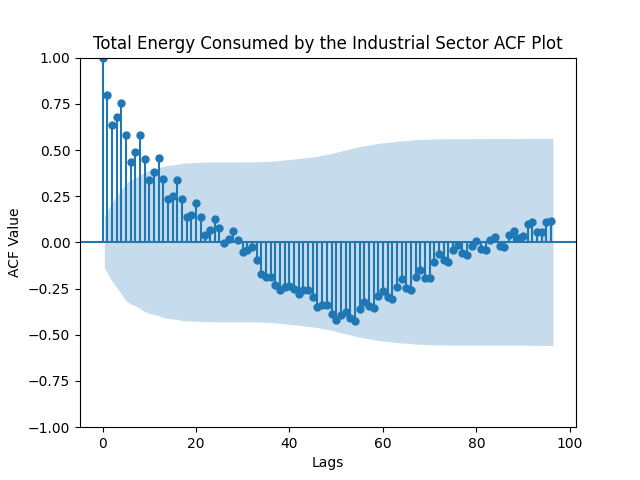 Total Energy Consumed by the Industrial Sector ACF Plot
1.00
0.75
0.50
0.25
0.00
−0.25
−0.50
−0.75
−1.00
ACF Value
0 20 40 60 80 100
Lags